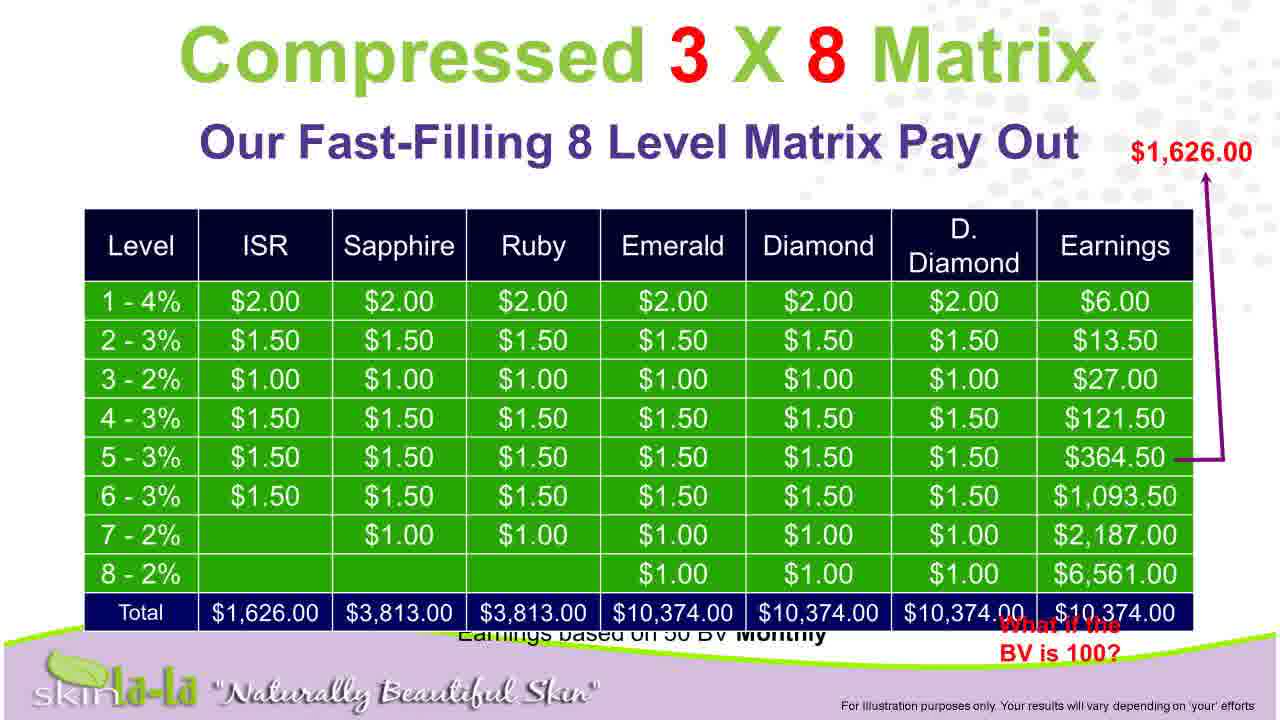 Compressed 3 X 8 Matrix
Our Fast-Filling 8 Level Matrix Pay Out
$1,626.00
Level ISR Sapphire Ruby Emerald Diamond D. Diamond Earnings
1 - 4% $2.00 $2.00 $2.00 $2.00 $2.00 $2.00 $6.00
2 - 3% $1.50 $1.50 $1.50 $1.50 $1.50 $1.50 $13.50
3 - 2% $1.00 $1.00 $1.00 $1.00 $1.00 $1.00 $27.00
4 - 3% $1.50 $1.50 $1.50 $1.50 $1.50 $1.50 $121.50
5 - 3% $1.50 $1.50 $1.50 $1.50 $1.50 $1.50 $364.50
6 - 3% $1.50 $1.50 $1.50 $1.50 $1.50 $1.50 $1,093.50
7 - 2% $1.00 $1.00 $1.00 $1.00 $1.00 $2,187.00
8 - 2% $1.00 $1.00 $1.00 $6,561.00
Total $1,626.00 $3,813.00 $3,813.00 $10,374.00 $10,374.00 $10,374.00 $10,374.00
Earnings based on 50 BV Monthly
What if the
BV is 100?
skin la-la "Naturally Beautiful Skin"
For Illustration purposes only. Your results will vary depending on 'your' efforts